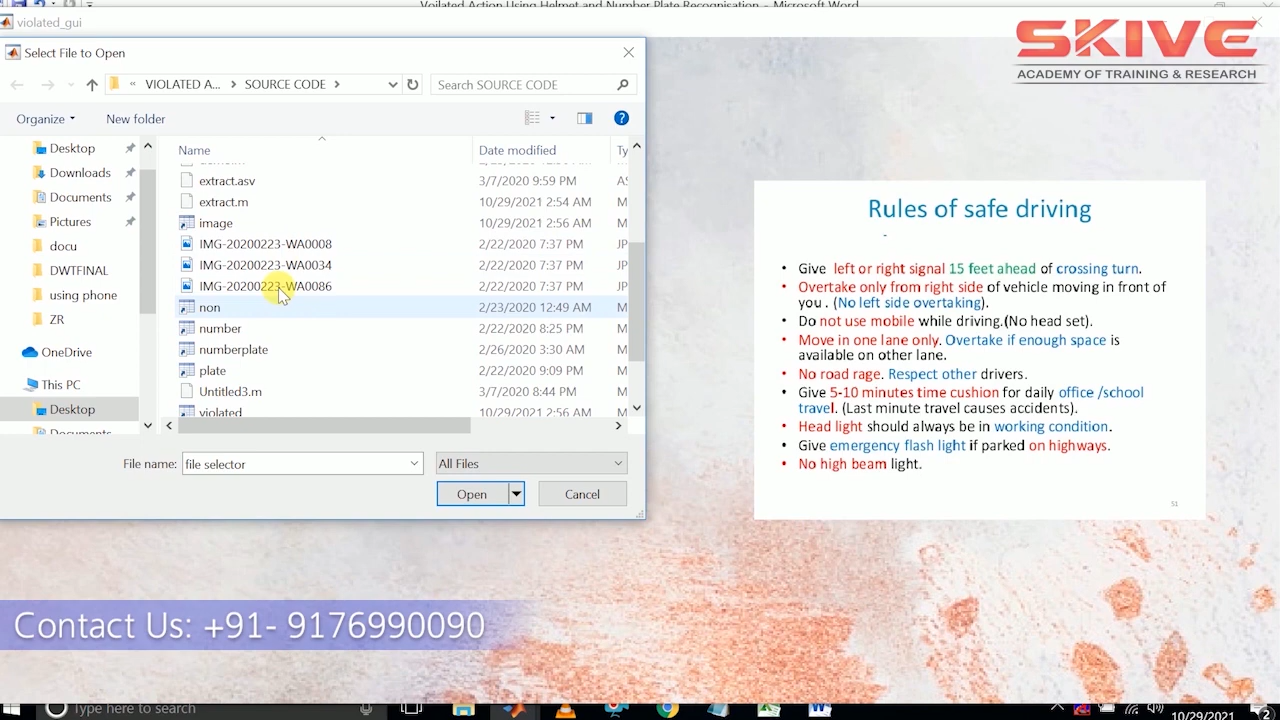 Voilated Action Using Helmet and Number Plate Recognisation - Microsoft Word
violated_gui
Select File to Open
« VIOLATED A... > SOURCE CODE >
Search SOURCE CODE
Organize
New folder
Name
Date modified
Ty
Desktop
Downloads
Documents
Pictures
docu
DWTFINAL
using phone
ZR
OneDrive
This PC
Desktop
Documents
extract.asv 3/7/2020 9:59 PM AS
extract.m 10/29/2021 2:54 AM M
image 10/29/2021 2:56 AM M
IMG-20200223-WA0008 2/22/2020 7:37 PM JP
IMG-20200223-WA0034 2/22/2020 7:37 PM JP
IMG-20200223-WA0086 2/22/2020 7:37 PM JP
non 2/23/2020 12:49 AM M
number 2/22/2020 8:25 PM M
numberplate 2/26/2020 3:30 AM M
plate 2/22/2020 9:09 PM M
Untitled3.m 3/7/2020 8:44 PM M
violated 10/29/2021 2:56 AM M
File name: file selector
All Files
Open
Cancel
SKIVE
ACADEMY OF TRAINING & RESEARCH
Rules of safe driving
-
• Give left or right signal 15 feet ahead of crossing turn.
• Overtake only from right side of vehicle moving in front of
you . (No left side overtaking).
• Do not use mobile while driving.(No head set).
• Move in one lane only. Overtake if enough space is
available on other lane.
• No road rage. Respect other drivers.
• Give 5-10 minutes time cushion for daily office /school
travel. (Last minute travel causes accidents).
• Head light should always be in working condition.
• Give emergency flash light if parked on highways.
• No high beam light.
51
Contact Us: +91- 9176990090
Type here to search
10/29/2021
2